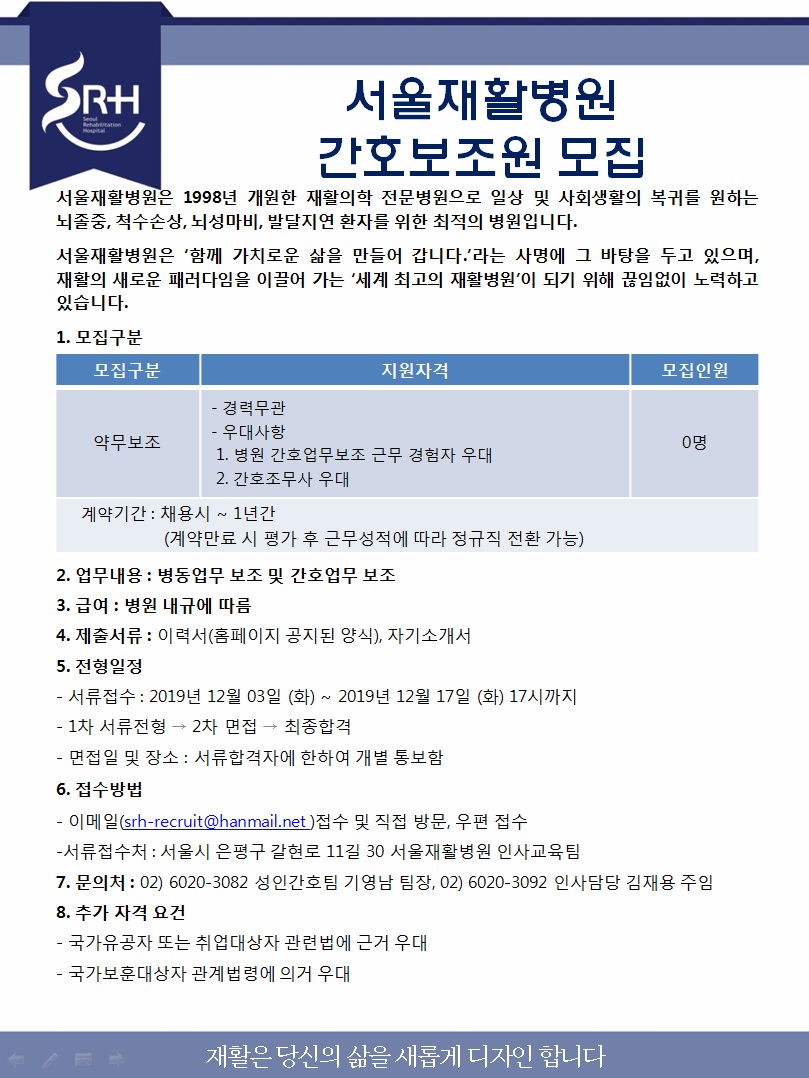 SRH
Seoul
Rehabilitation
Hospital
서울재활병원
간호보조원 모집
서울재활병원은 1998년 개원한 재활의학 전문병원으로 일상 및 사회생활의 복귀를 원하는
뇌졸중, 척수손상, 뇌성마비, 발달지연 환자를 위한 최적의 병원입니다.
서울재활병원은 ‘함께 가치로운 삶을 만들어 갑니다.’라는 사명에 그 바탕을 두고 있으며,
재활의 새로운 패러다임을 이끌어 가는 ‘세계 최고의 재활병원’이 되기 위해 끊임없이 노력하고
있습니다.
1. 모집구분
모집구분 지원자격 모집인원
- 경력무관
- 우대사항
약무보조 0명
1. 병원 간호업무보조 근무 경험자 우대
2. 간호조무사 우대
계약기간 : 채용시 ~ 1년간
(계약만료 시 평가 후 근무성적에 따라 정규직 전환 가능)
2. 업무내용 : 병동업무 보조 및 간호업무 보조
3. 급여 : 병원 내규에 따름
4. 제출서류 : 이력서(홈페이지 공지된 양식), 자기소개서
5. 전형일정
- 서류접수 : 2019년 12월 03일 (화) ~ 2019년 12월 17일 (화) 17시까지
- 1차 서류전형 → 2차 면접 → 최종합격
- 면접일 및 장소 : 서류합격자에 한하여 개별 통보함
6. 접수방법
- 이메일(srh-recruit@hanmail.net )접수 및 직접 방문, 우편 접수
-서류접수처 : 서울시 은평구 갈현로 11길 30 서울재활병원 인사교육팀
7. 문의처 : 02) 6020-3082 성인간호팀 기영남 팀장, 02) 6020-3092 인사담당 김재용 주임
8. 추가 자격 요건
- 국가유공자 또는 취업대상자 관련법에 근거 우대
- 국가보훈대상자 관계법령에 의거 우대
재활은 당신의 삶을 새롭게 디자인 합니다